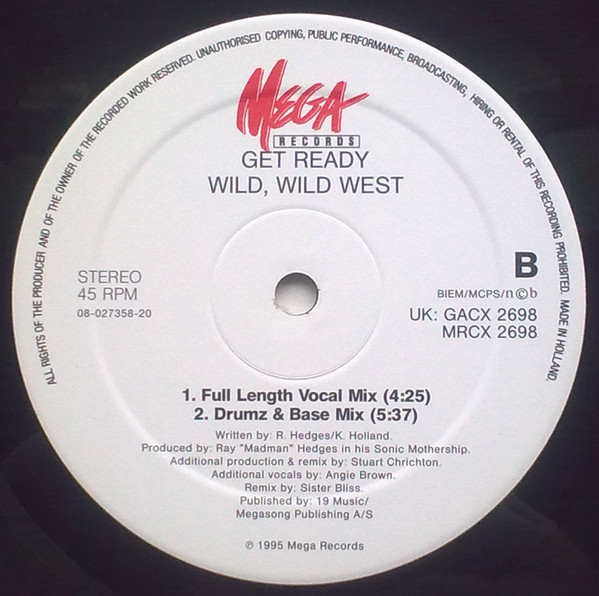 ALL RIGHTS OF THE PRODUCER AND OF THE OWNER OF THE RECORDED WORK RESERVED. UNAUTHORISED COPYING, PUBLIC PERFORMANCE, BROADCASTING, HIRING OR RENTAL OF THIS RECORDING PROHIBITED. MADE IN HOLLAND.
MEGA
RECORDS
GET READY
WILD, WILD WEST
STEREO
45 RPM
08-027358-20
B
BIEM/MCPS/n©b
UK: GACX 2698
MRCX 2698
1. Full Length Vocal Mix (4:25)
2. Drumz & Base Mix (5:37)
Written by: R. Hedges/K. Holland.
Produced by: Ray "Madman" Hedges in his Sonic Mothership.
Additional production & remix by: Stuart Chrichton.
Additional vocals by: Angie Brown.
Remix by: Sister Bliss.
Published by: 19 Music/
Megasong Publishing A/S
℗ 1995 Mega Records